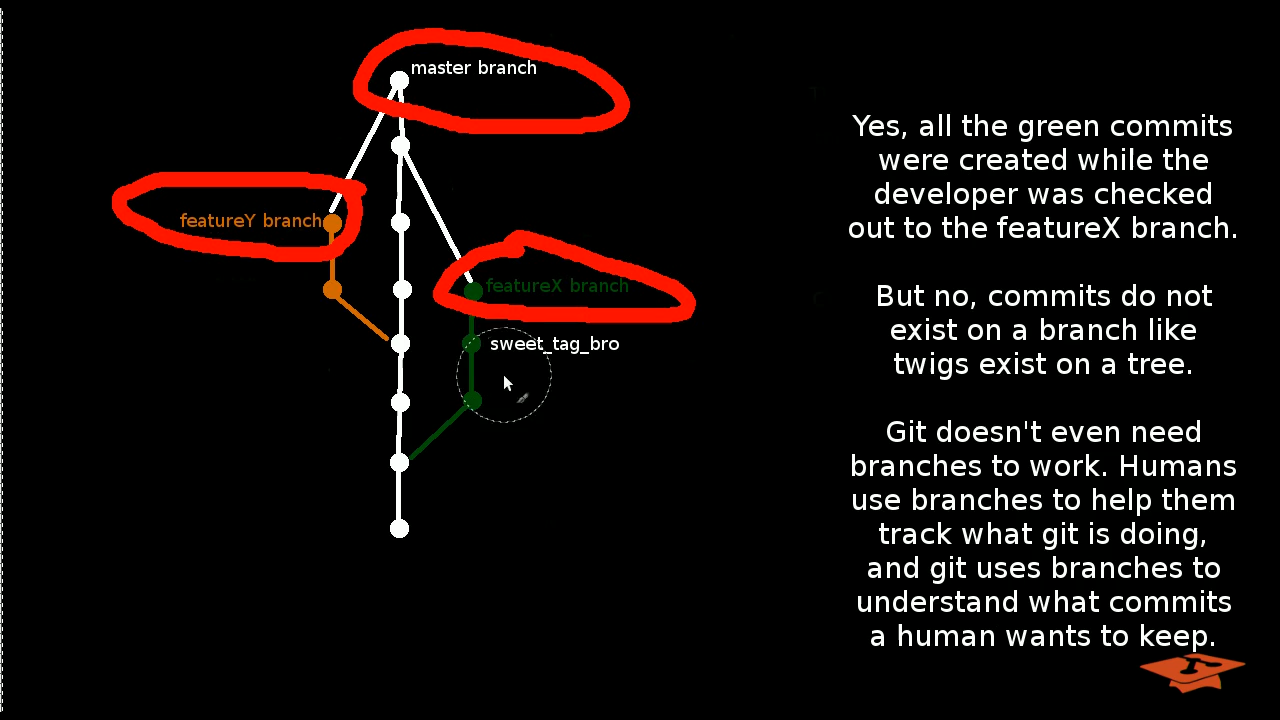 master branch
featureY branch
featureX branch
sweet_tag_bro
Yes, all the green commits
were created while the
developer was checked
out to the featureX branch.
But no, commits do not
exist on a branch like
twigs exist on a tree.
Git doesn't even need
branches to work. Humans
use branches to help them
track what git is doing,
and git uses branches to
understand what commits
a human wants to keep.